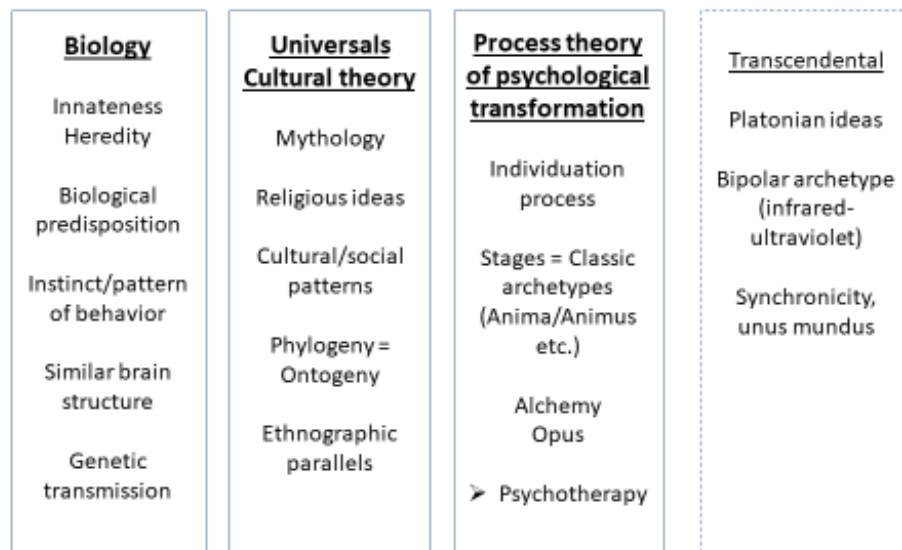 Biology
Innateness
Heredity
Biological
predisposition
Instinct/pattern
of behavior
Similar brain
structure
Genetic
transmission
Universals
Cultural theory
Mythology
Religious ideas
Cultural/social
patterns
Phylogeny =
Ontogeny
Ethnographic
parallels
Process theory
of psychological
transformation
Individuation
process
Stages = Classic
archetypes
(Anima/Animus
etc.)
Alchemy
Opus
➢ Psychotherapy
Transcendental
Platonian ideas
Bipolar archetype
(infrared-
ultraviolet)
Synchronicity,
unus mundus